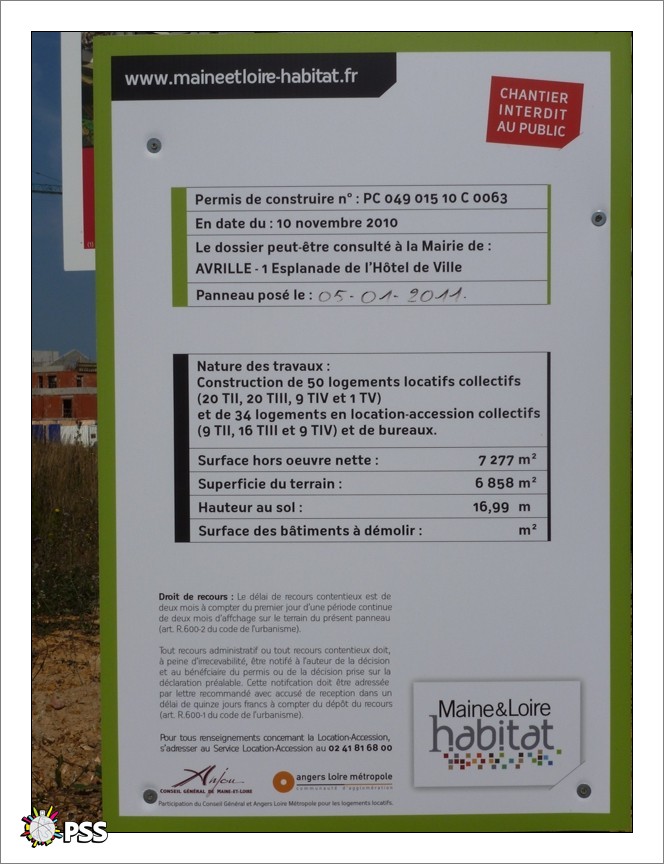 www.maineetloire-habitat.fr
CHANTIER
INTERDIT
AU PUBLIC
Permis de construire n° : PC 049 015 10 C 0063
En date du : 10 novembre 2010
Le dossier peut-être consulté à la Mairie de :
AVRILLE - 1 Esplanade de l'Hôtel de Ville
Panneau posé le : 05-01-2011.
Nature des travaux :
Construction de 50 logements locatifs collectifs
(20 TII, 20 TIII, 9 TIV et 1 TV)
et de 34 logements en location-accession collectifs
(9 TII, 16 TIII et 9 TIV) et de bureaux.
Surface hors oeuvre nette : 7 277 m²
Superficie du terrain : 6 858 m²
Hauteur au sol : 16,99 m
Surface des bâtiments à démolir : m²
Droit de recours : Le délai de recours contentieux est de
deux mois à compter du premier jour d'une période continue
de deux mois d'affchage sur le terrain du présent panneau
(art. R.600-2 du code de l'urbanisme).
Tout recours administratif ou tout recours contentieux doit,
à peine d'irrecevabilité, être notifé à l'auteur de la décision
et au bénéfciaire du permis ou de la décision prise sur la
déclaration préalable. Cette notifcation doit être adressée
par lettre recommandé avec accusé de reception dans un
délai de quinze jours francs à compter du dépôt du recours
(art. R.600-1 du code de l'urbanisme).
Pour tous renseignements concernant la Location-Accession,
s'adresser au Service Location-Accession au 02 41 81 68 00
Maine&Loire
habitat
Anjou
CONSEIL GÉNÉRAL DE MAINE-ET-LOIRE
angers Loire métropole
communauté d'agglomération
Participation du Conseil Général et Angers Loire Métropole pour les logements locatifs.
PSS